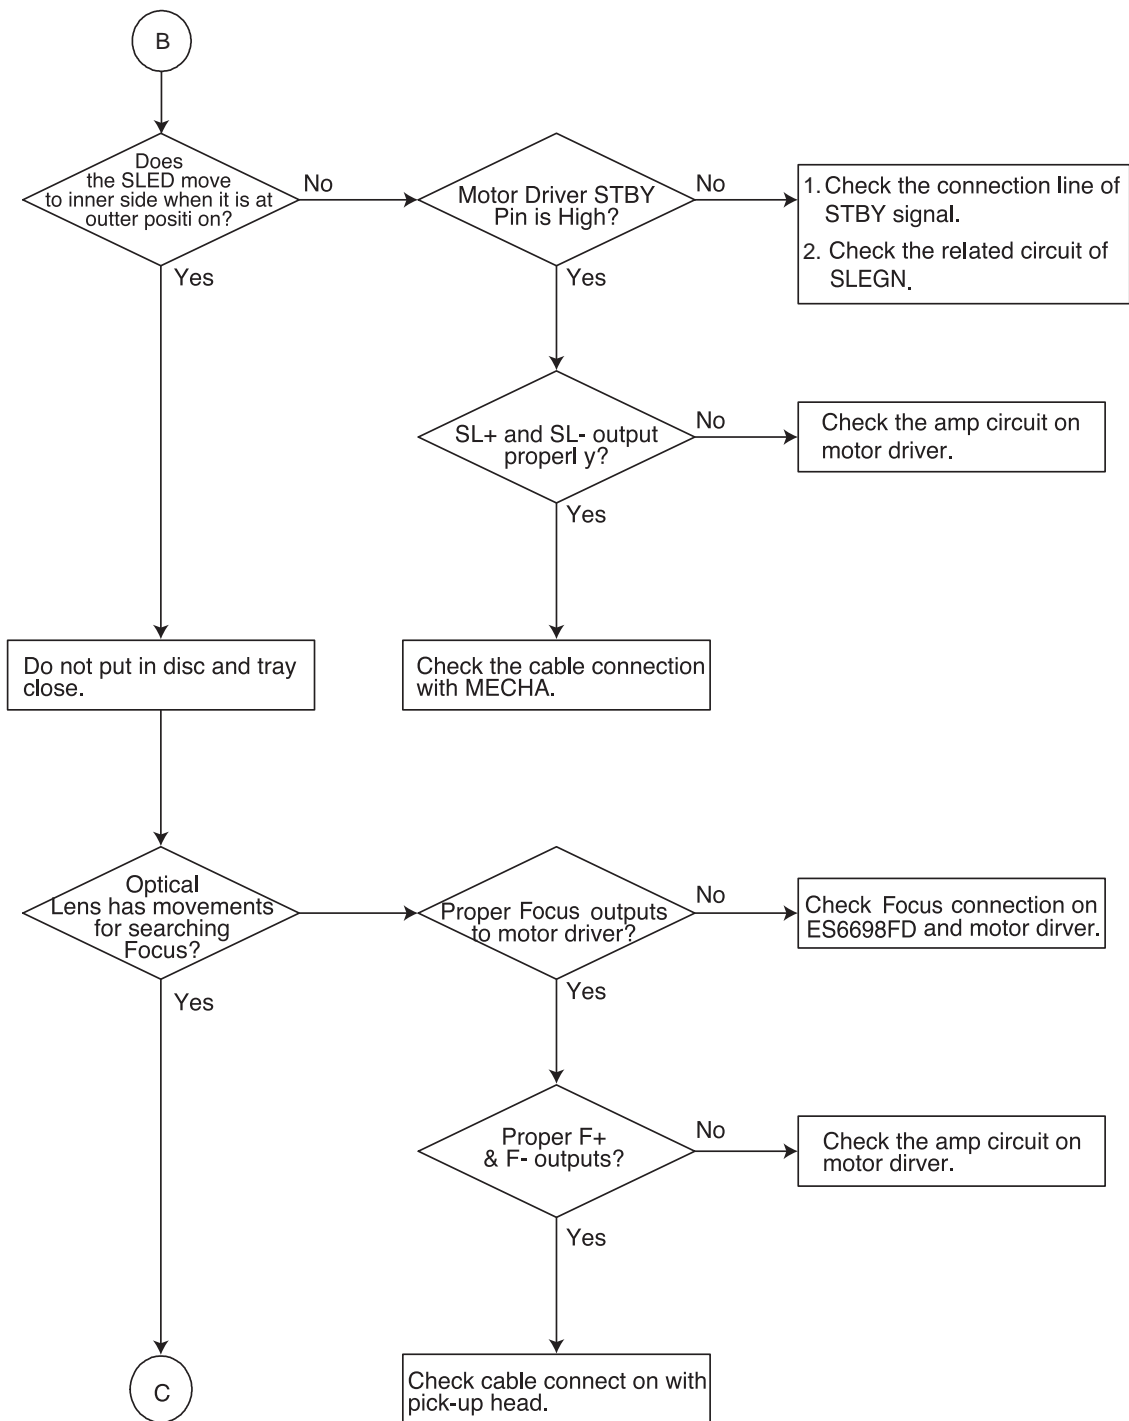 B
Does
the SLED move
to inner side when it is at
outter positi on?
No
Yes
Motor Driver STBY
Pin is High?
No
Yes
1. Check the connection line of
STBY signal.
2. Check the related circuit of
SLEGN.
SL+ and SL- output
properl y?
No
Yes
Check the amp circuit on
motor driver.
Do not put in disc and tray
close.
Check the cable connection
with MECHA.
Optical
Lens has movements
for searching
Focus?
Yes
Proper Focus outputs
to motor driver?
No
Yes
Check Focus connection on
ES6698FD and motor dirver.
Proper F+
& F- outputs?
No
Yes
Check the amp circuit on
motor dirver.
C
Check cable connect on with
pick-up head.